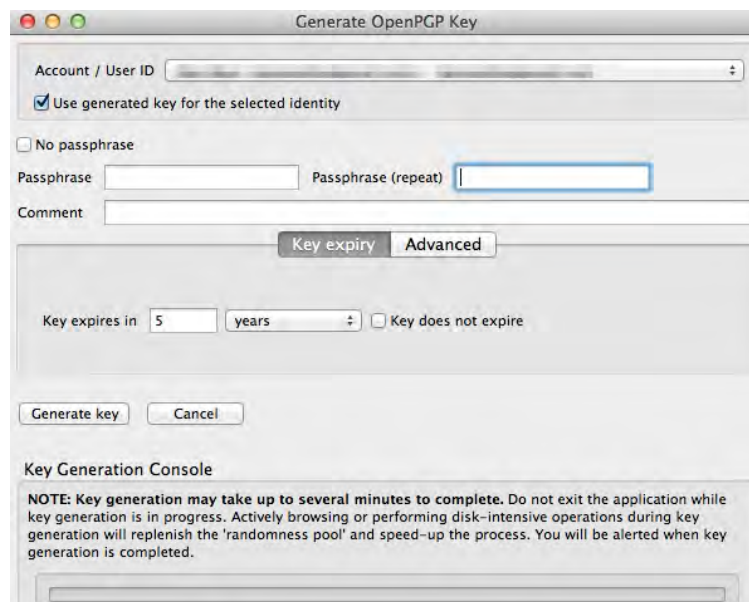 Generate OpenPGP Key
Account / User ID
Use generated key for the selected identity
No passphrase
Passphrase
Passphrase (repeat)
Comment
Key expiry Advanced
Key expires in 5 years Key does not expire
Generate key Cancel
Key Generation Console
NOTE: Key generation may take up to several minutes to complete. Do not exit the application while
key generation is in progress. Actively browsing or performing disk-intensive operations during key
generation will replenish the 'randomness pool' and speed-up the process. You will be alerted when key
generation is completed.